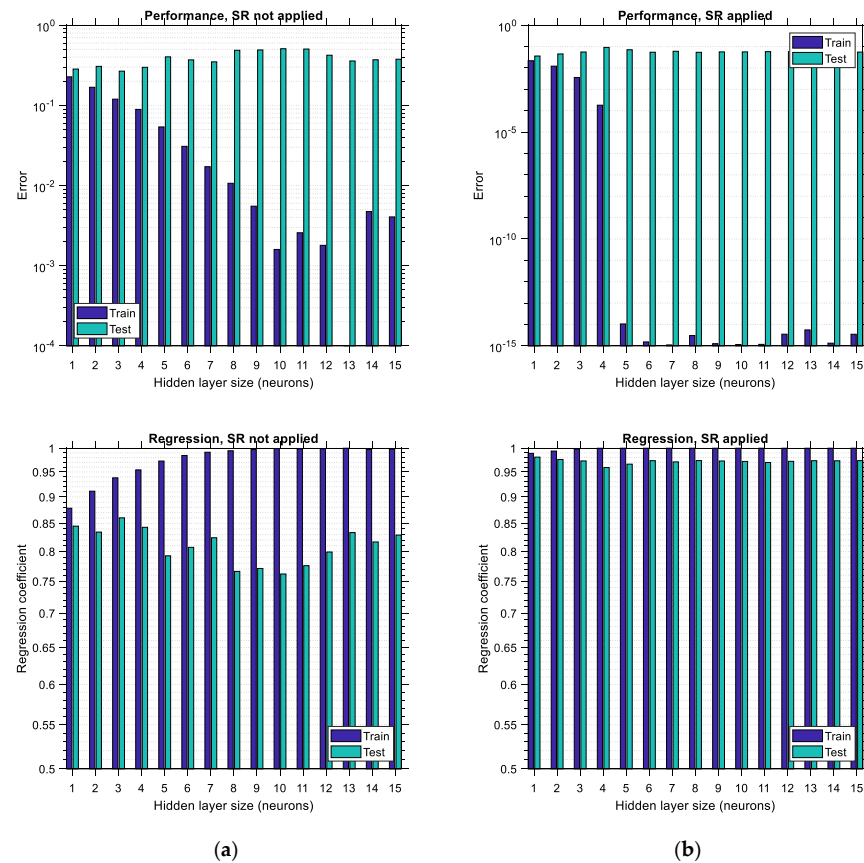 Performance, SR not applied
10^0
10^-1
10^-2
10^-3
10^-4
Error
Train
Test
1 2 3 4 5 6 7 8 9 10 11 12 13 14 15
Hidden layer size (neurons)
Performance, SR applied
10^0
10^-5
10^-10
10^-15
Error
Train
Test
1 2 3 4 5 6 7 8 9 10 11 12 13 14 15
Hidden layer size (neurons)
Regression, SR not applied
1
0.95
0.9
0.85
0.8
0.75
0.7
0.65
0.6
0.55
0.5
Regression coefficient
Train
Test
1 2 3 4 5 6 7 8 9 10 11 12 13 14 15
Hidden layer size (neurons)
Regression, SR applied
1
0.95
0.9
0.85
0.8
0.75
0.7
0.65
0.6
0.55
0.5
Regression coefficient
Train
Test
1 2 3 4 5 6 7 8 9 10 11 12 13 14 15
Hidden layer size (neurons)
(a)
(b)